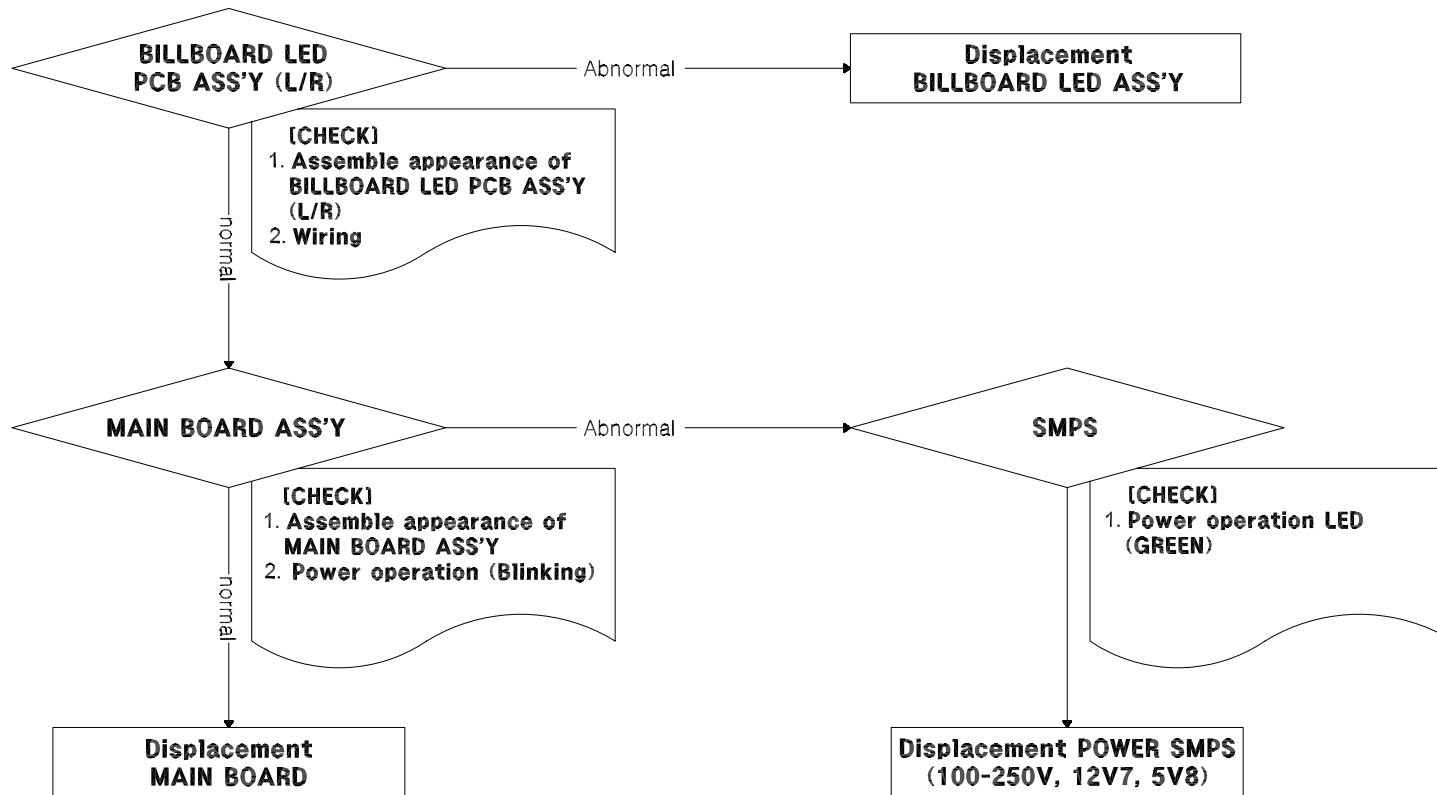 BILLBOARD LED
PCB ASS'Y (L/R)
Abnormal
Displacement
BILLBOARD LED ASS'Y
[CHECK]
1. Assemble appearance of
BILLBOARD LED PCB ASS'Y
(L/R)
2. Wiring
normal
MAIN BOARD ASS'Y
Abnormal
SMPS
[CHECK]
1. Assemble appearance of
MAIN BOARD ASS'Y
2. Power operation (Blinking)
[CHECK]
1. Power operation LED
(GREEN)
normal
Displacement
MAIN BOARD
Displacement POWER SMPS
(100-250V, 12V7, 5V8)